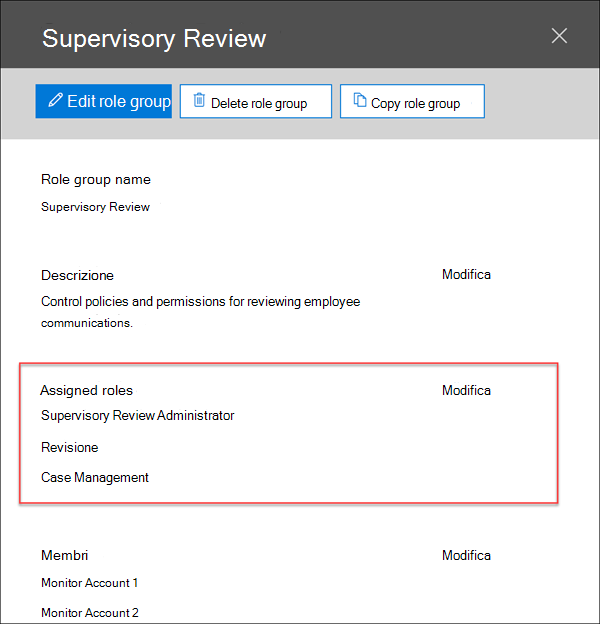 Supervisory Review
Edit role group
Delete role group
Copy role group
Role group name
Supervisory Review
Descrizione
Modifica
Control policies and permissions for reviewing employee
communications.
Assigned roles
Modifica
Supervisory Review Administrator
Revisione
Case Management
Membri
Modifica
Monitor Account 1
Monitor Account 2